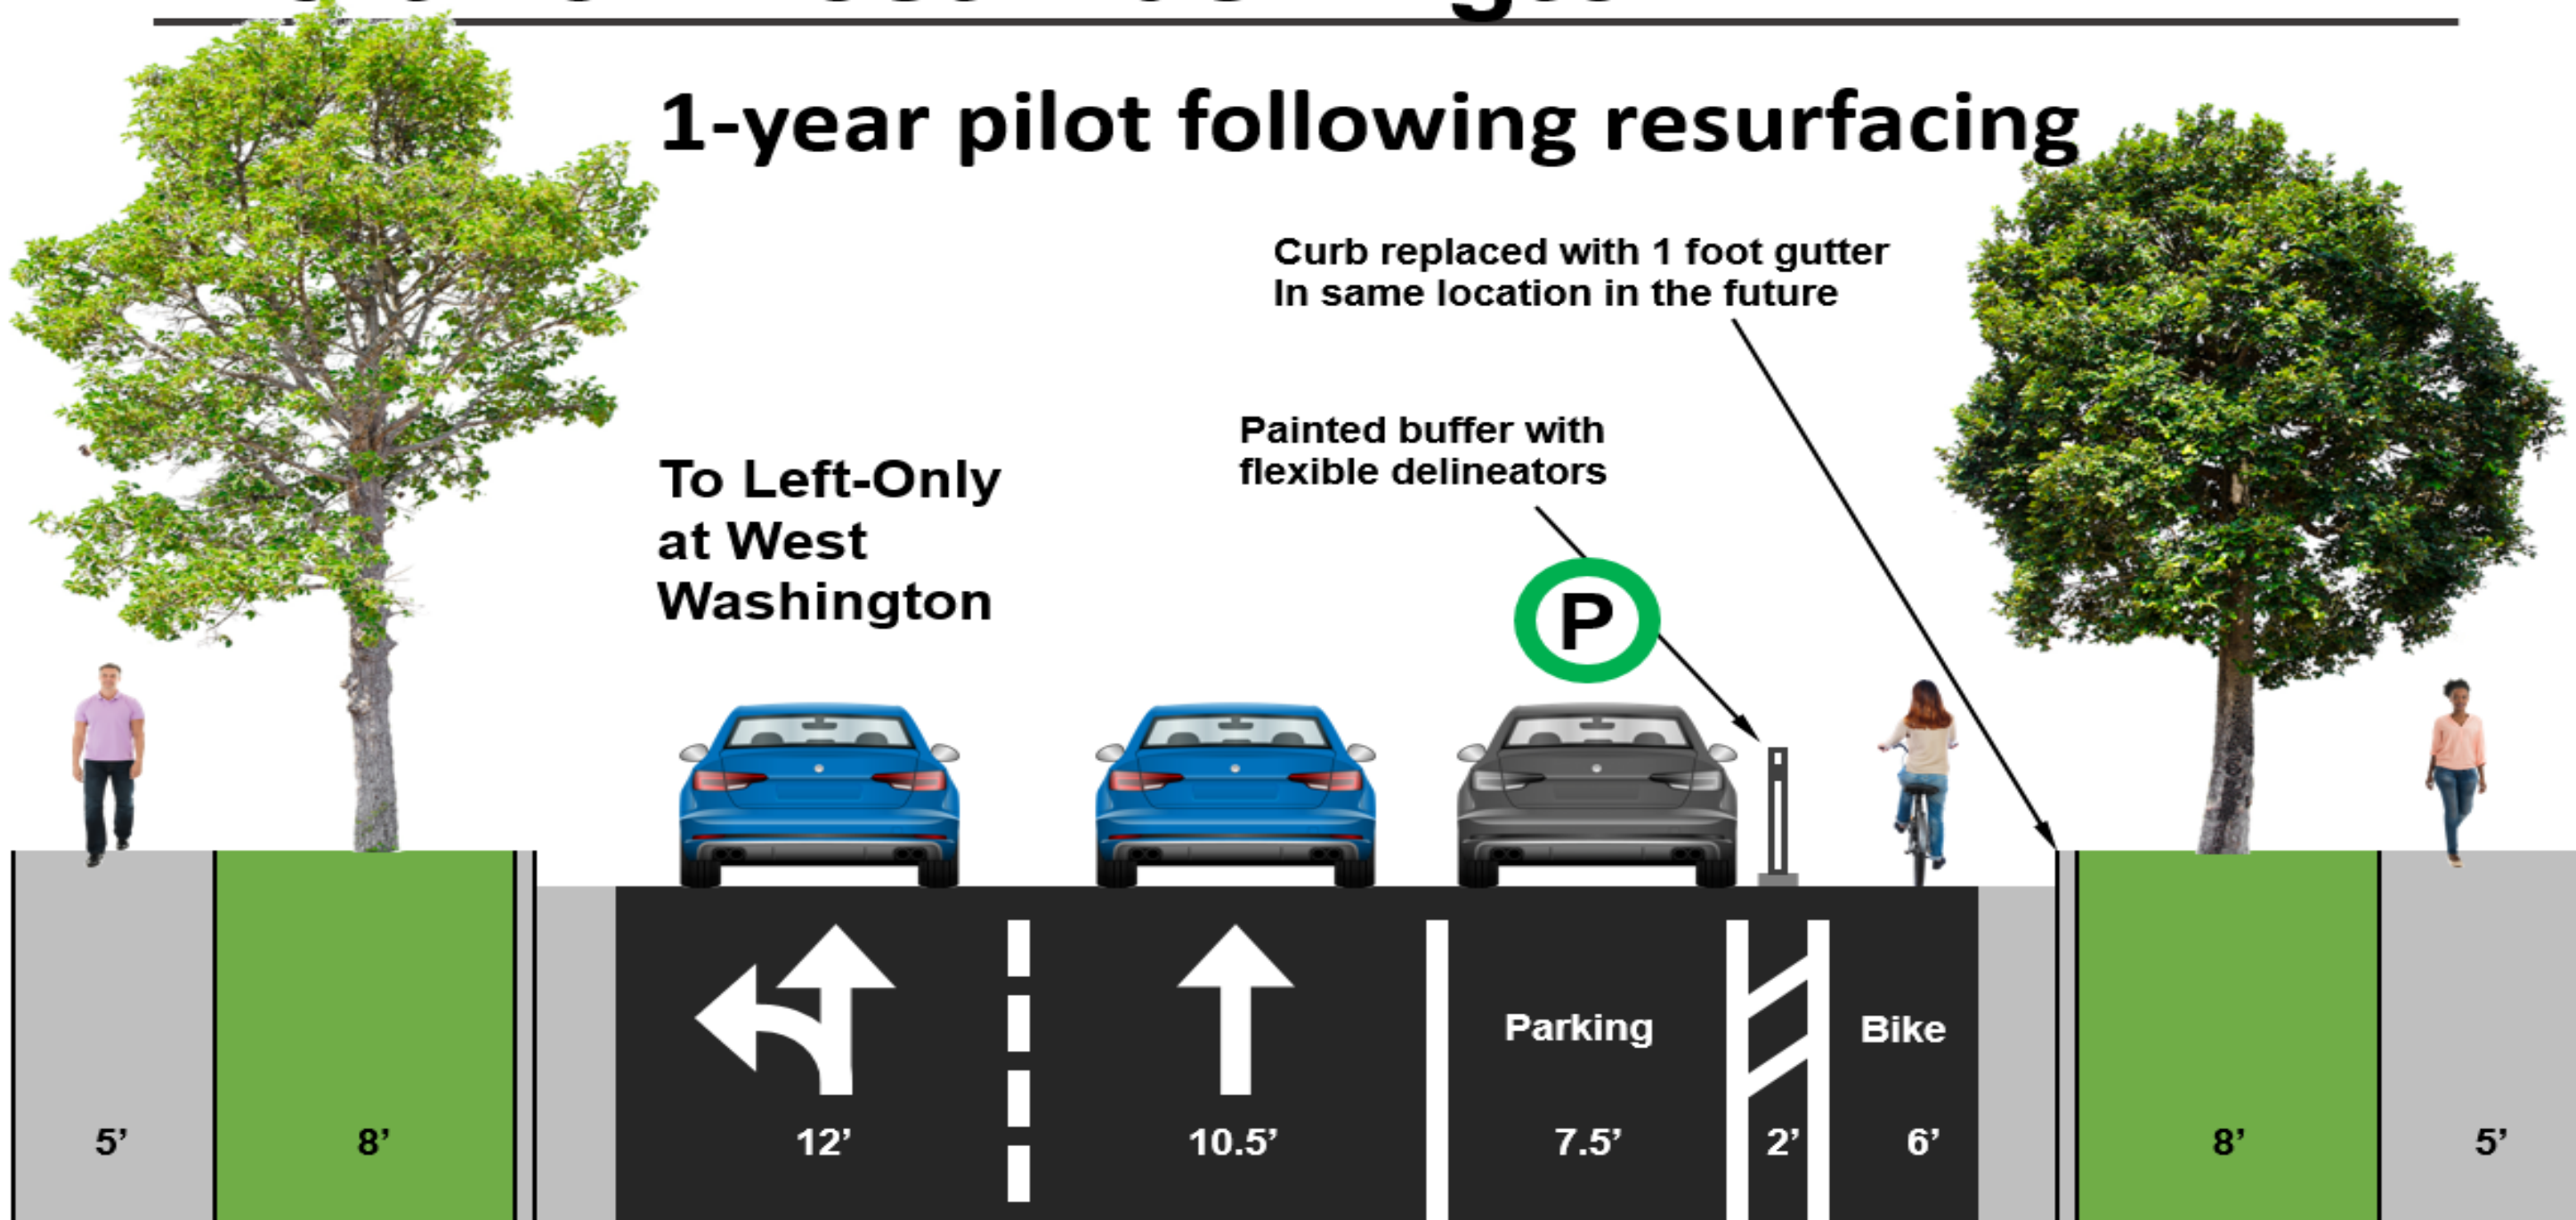 1-year pilot following resurfacing
Curb replaced with 1 foot gutter
In same location in the future
Painted buffer with
flexible delineators
To Left-Only
at West
Washington
P
Parking
Bike
5’
8’
12’
10.5’
7.5’
2’
6’
8’
5’